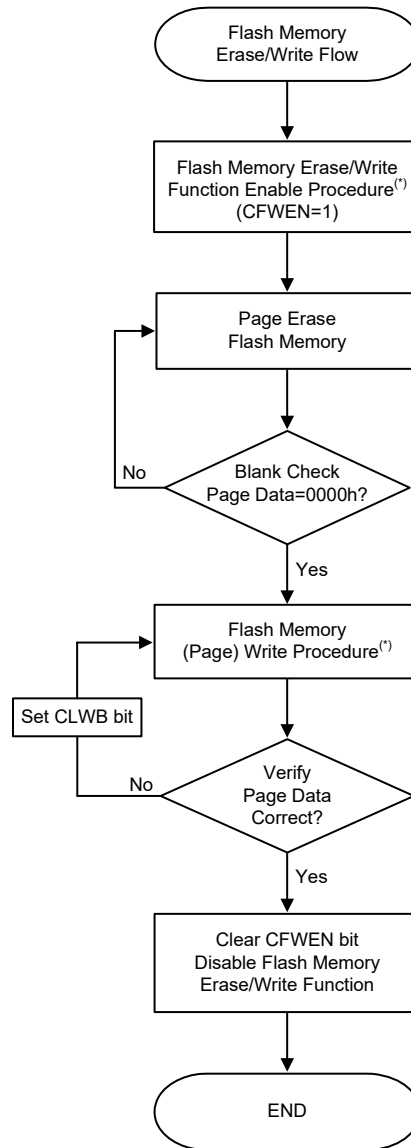 Flash Memory
Erase/Write Flow
Flash Memory Erase/Write
Function Enable Procedure(*)
(CFWEN=1)
Page Erase
Flash Memory
Blank Check
Page Data=0000h?
No
Yes
Flash Memory
(Page) Write Procedure(*)
Set CLWB bit
Verify
Page Data
Correct?
No
Yes
Clear CFWEN bit
Disable Flash Memory
Erase/Write Function
END